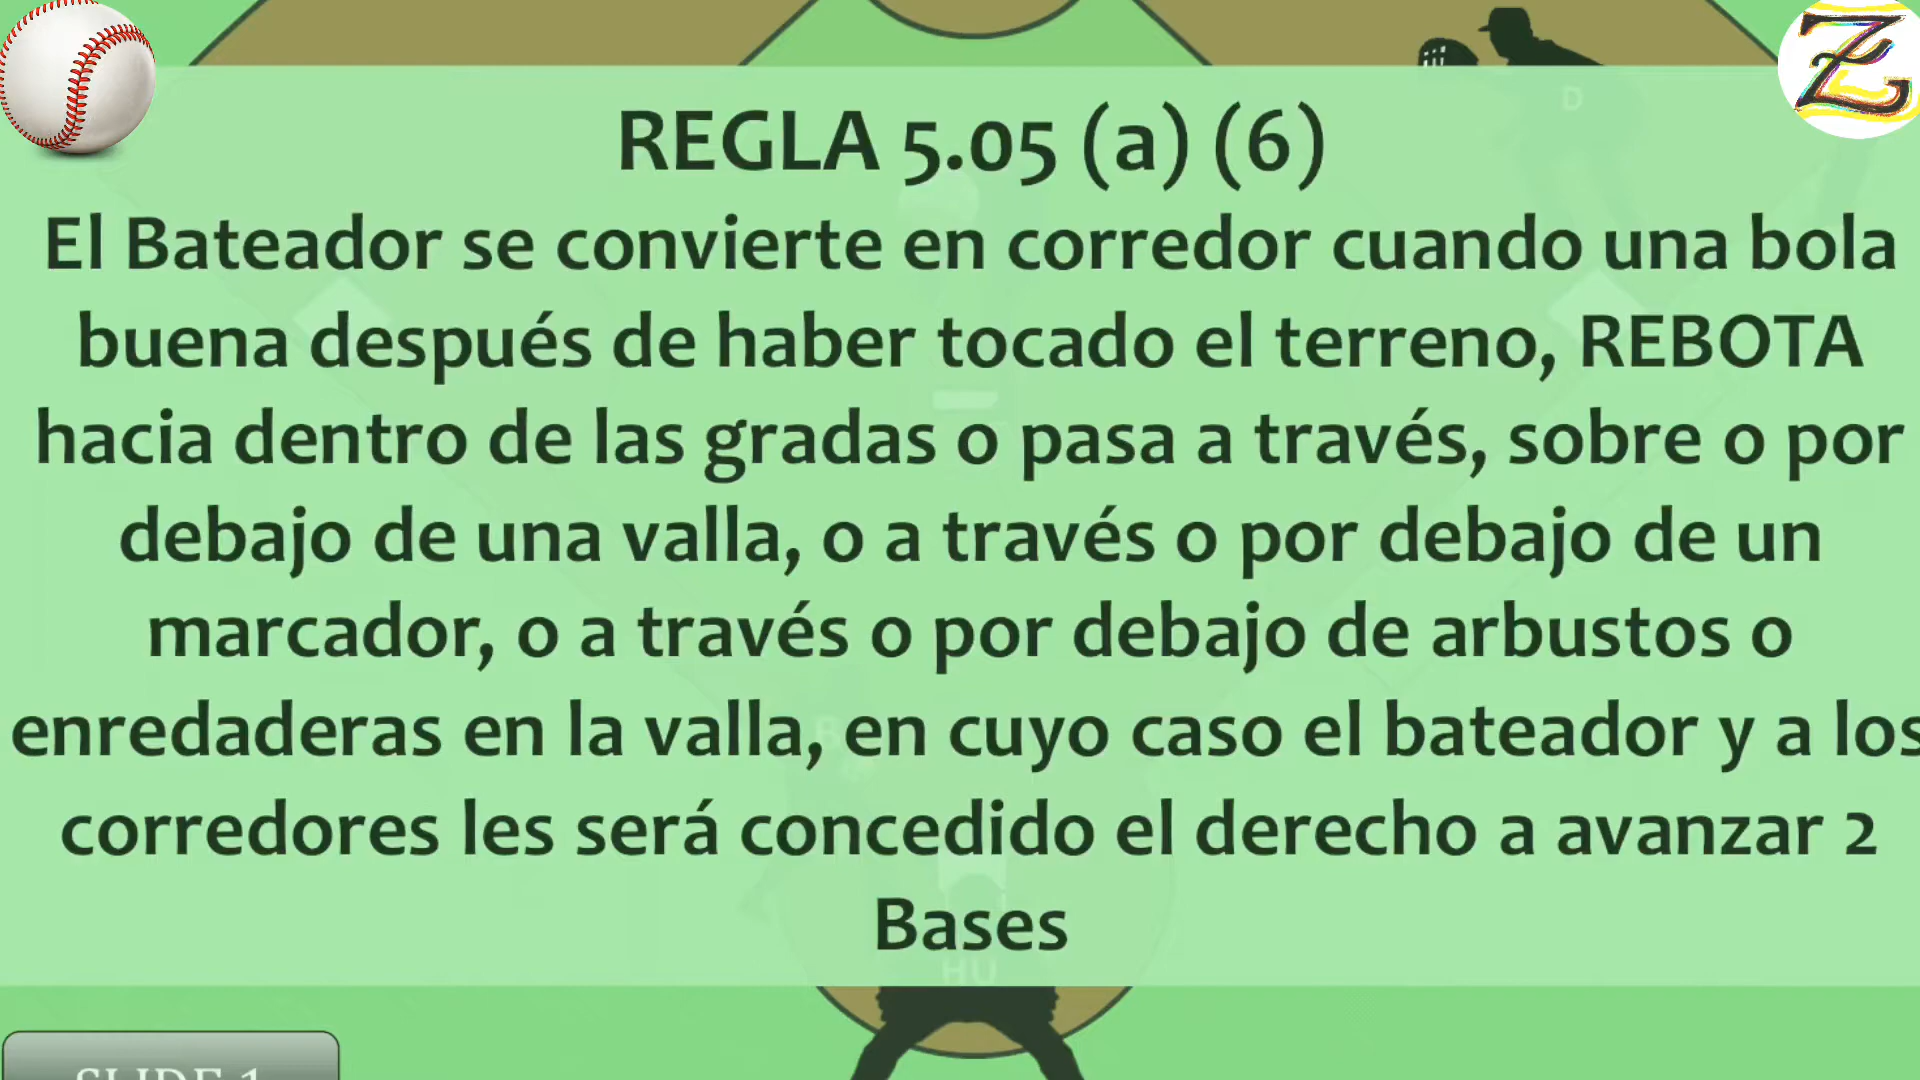 REGLA 5.05 (a) (6)
El Bateador se convierte en corredor cuando una bola
buena después de haber tocado el terreno, REBOTA
hacia dentro de las gradas o pasa a través, sobre o por
debajo de una valla, o a través o por debajo de un
marcador, o a través o por debajo de arbustos o
enredaderas en la valla, en cuyo caso el bateador y a los
corredores les será concedido el derecho a avanzar 2
Bases
HU
SLIDE 1
Z
D